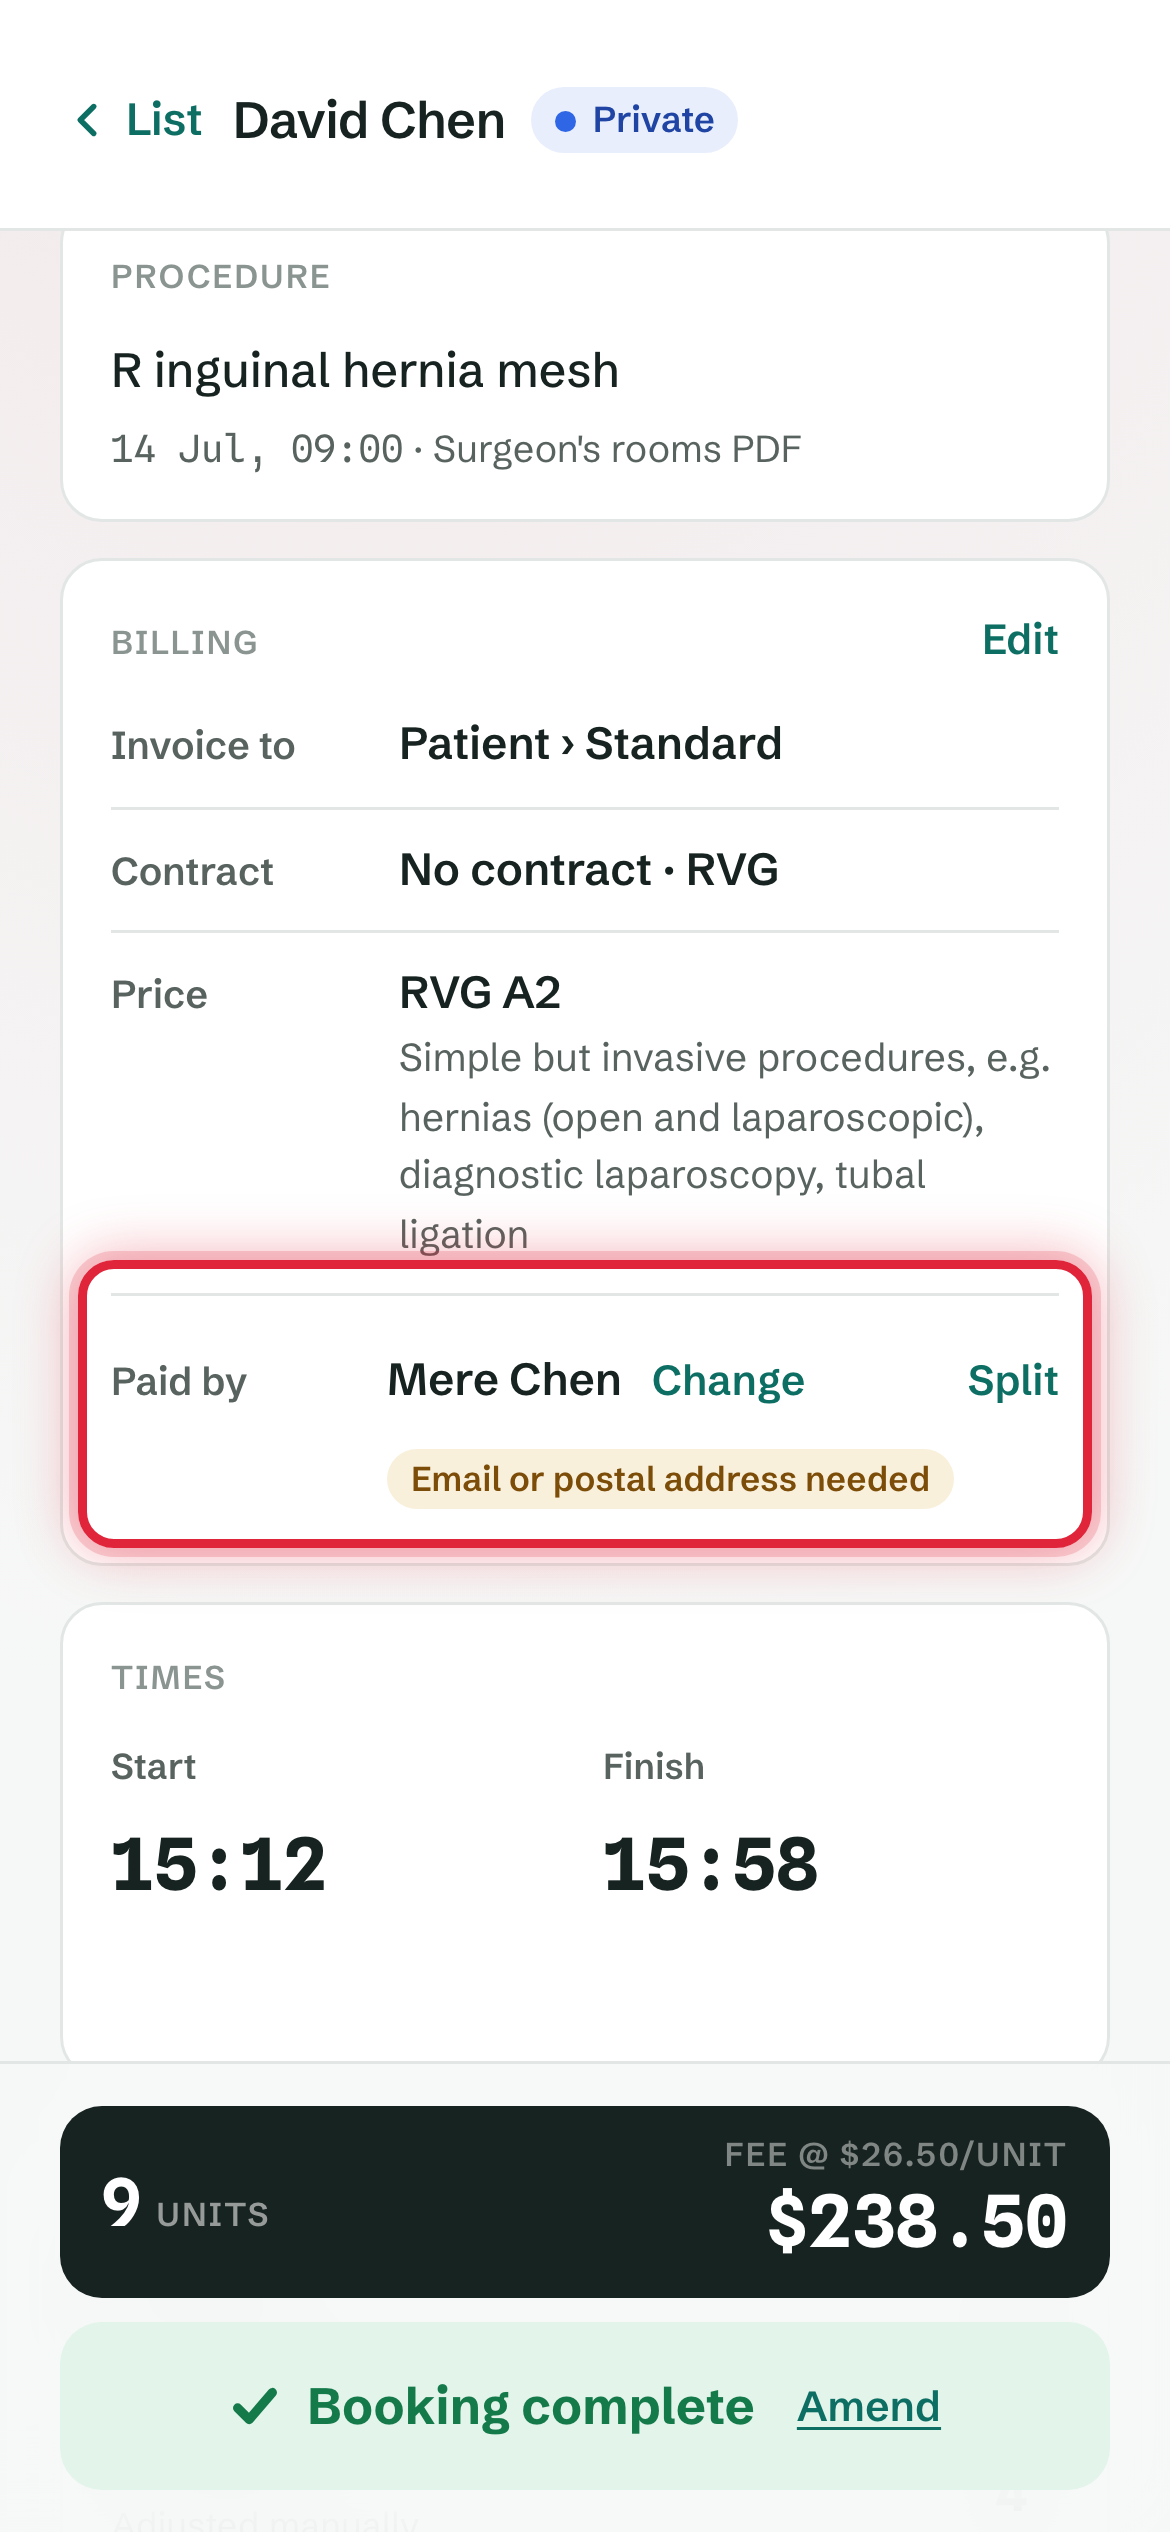 List David Chen Private
PROCEDURE
R inguinal hernia mesh
14 Jul, 09:00 · Surgeon's rooms PDF
BILLING Edit
Invoice to Patient › Standard
Contract No contract · RVG
Price RVG A2
Simple but invasive procedures, e.g.
hernias (open and laparoscopic),
diagnostic laparoscopy, tubal
ligation
Paid by Mere Chen Change Split
Email or postal address needed
TIMES
Start Finish
15:12 15:58
FEE @ $26.50/UNIT
9 UNITS $238.50
Booking complete Amend
Adjusted manually